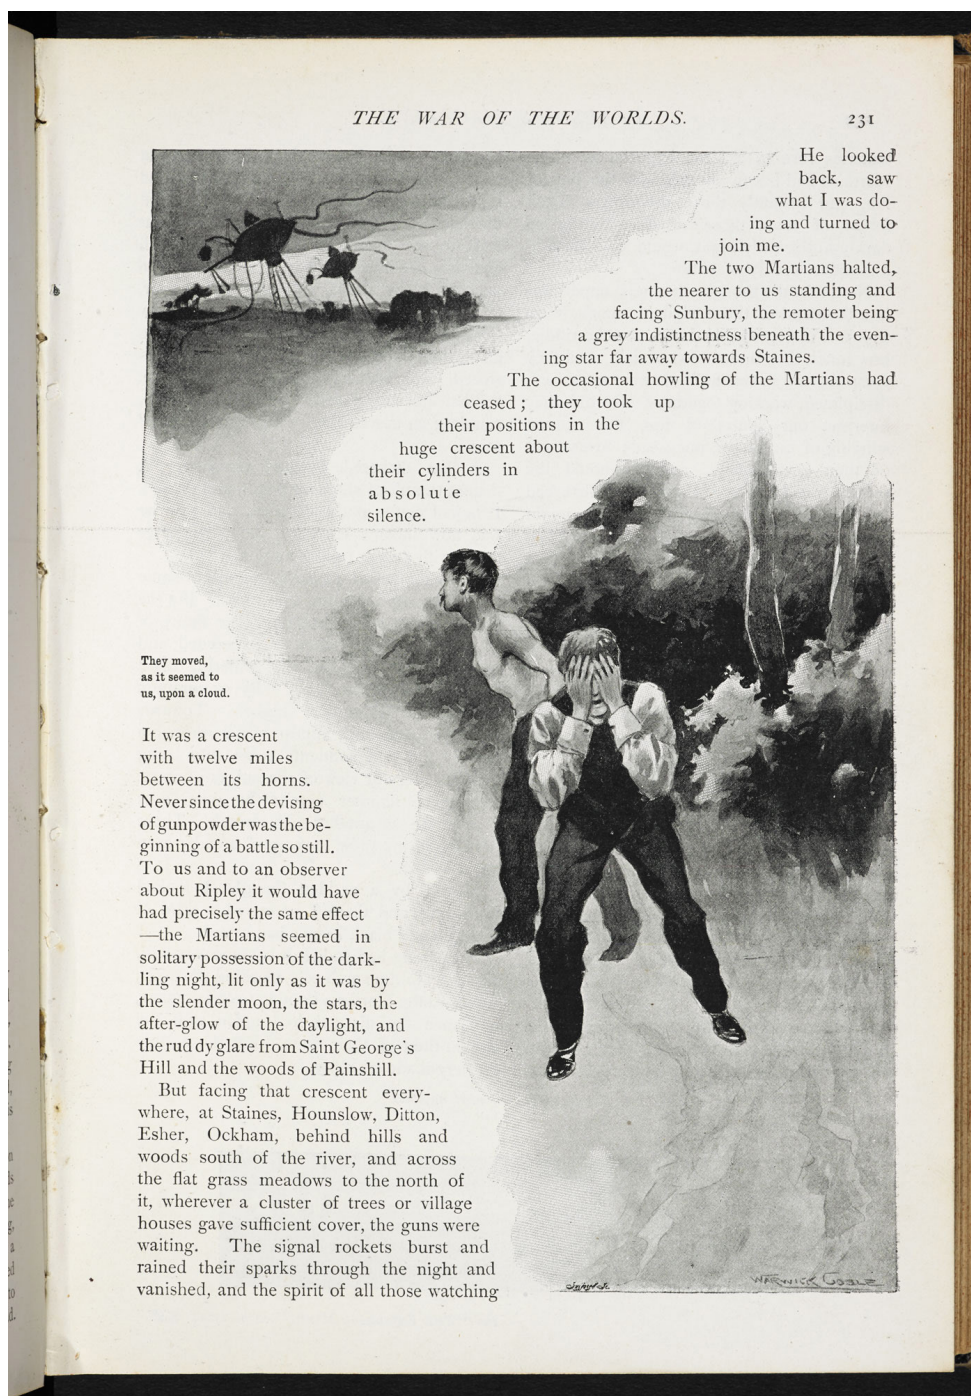 THE WAR OF THE WORLDS.
231
He looked
back, saw
what I was do-
ing and turned to
join me.
The two Martians halted,
the nearer to us standing and
facing Sunbury, the remoter being
a grey indistinctness beneath the even-
ing star far away towards Staines.
The occasional howling of the Martians had
ceased; they took up
their positions in the
huge crescent about
their cylinders in
absolute
silence.
They moved,
as it seemed to
us, upon a cloud.
It was a crescent
with twelve miles
between its horns.
Never since the devising
of gunpowder was the be-
ginning of a battle so still.
To us and to an observer
about Ripley it would have
had precisely the same effect
—the Martians seemed in
solitary possession of the dark-
ling night, lit only as it was by
the slender moon, the stars, the
after-glow of the daylight, and
the ruddy glare from Saint George's
Hill and the woods of Painshill.
But facing that crescent every-
where, at Staines, Hounslow, Ditton,
Esher, Ockham, behind hills and
woods south of the river, and across
the flat grass meadows to the north of
it, wherever a cluster of trees or village
houses gave sufficient cover, the guns were
waiting. The signal rockets burst and
rained their sparks through the night and
vanished, and the spirit of all those watching
WARWICK GOBLE